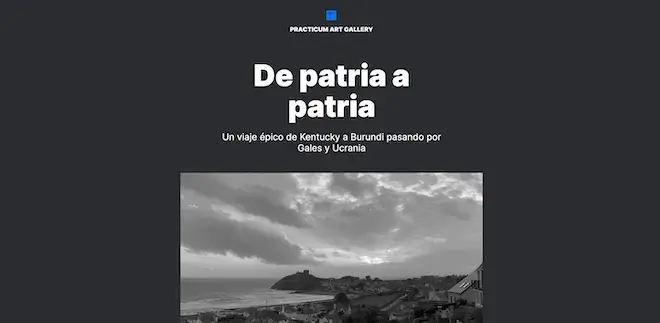 PRACTICUM ART GALLERY
De patria a
patria
Un viaje épico de Kentucky a Burundi pasando por
Gales y Ucrania